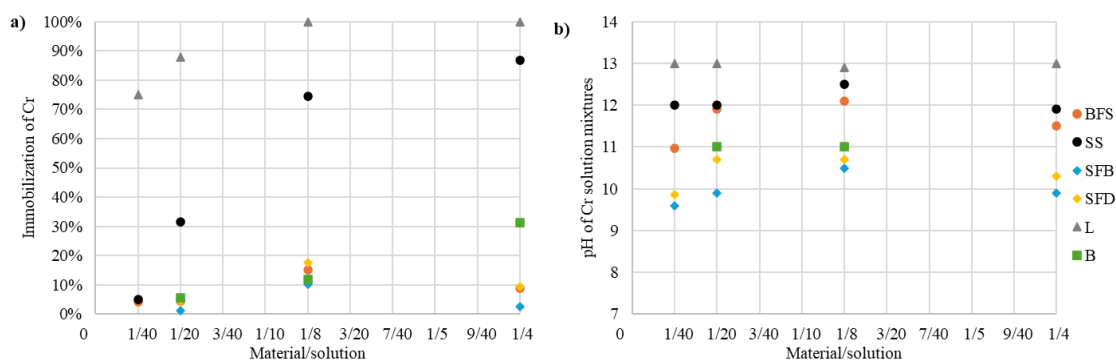 a)
100%
90%
80%
70%
60%
50%
40%
30%
20%
10%
0%
Immobilization of Cr
0 1/40 1/20 3/40 1/10 1/8 3/20 7/40 1/5 9/40 1/4
Material/solution
b)
14
13
12
11
10
9
8
7
pH of Cr solution mixtures
0 1/40 1/20 3/40 1/10 1/8 3/20 7/40 1/5 9/40 1/4
Material/solution
BFS
SS
SFB
SFD
L
B